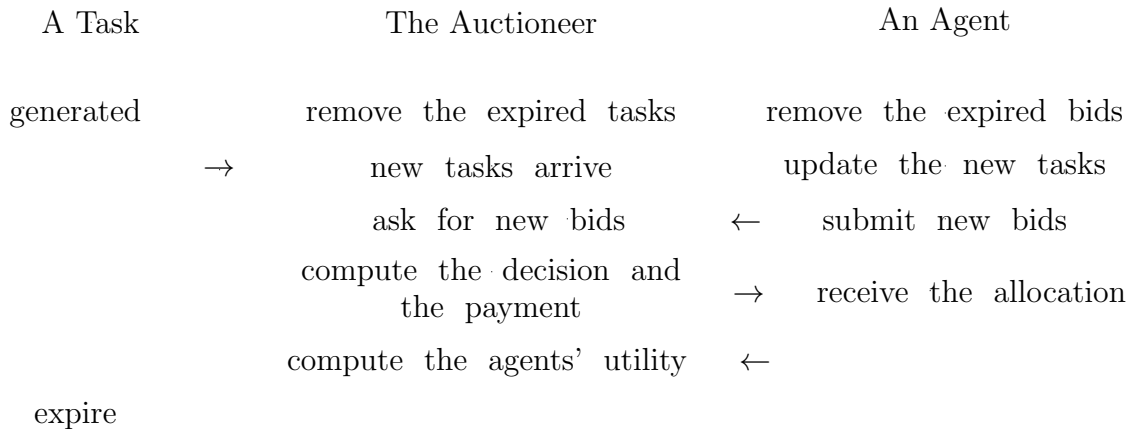 A Task The Auctioneer An Agent
generated remove the expired tasks remove the expired bids
→ new tasks arrive update the new tasks
ask for new bids ← submit new bids
compute the decision and
the payment → receive the allocation
compute the agents' utility ←
expire